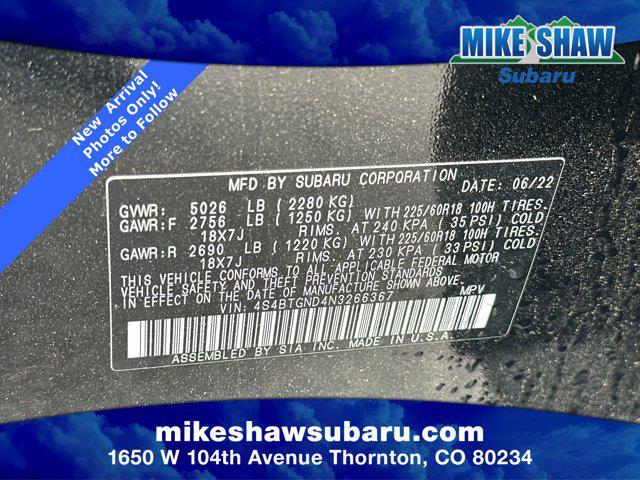 MIKE SHAW
Subaru
New Arrival
Photos Only!
More to Follow
MFD BY SUBARU CORPORATION DATE: 06/22
GVWR: 5026 LB ( 2280 KG)
GAWR:F 2756 LB ( 1250 KG) WITH 225/60R18 100H TIRES.
18X7J RIMS. AT 240 KPA ( 35 PSI) COLD
GAWR:R 2690 LB ( 1220 KG) WITH 225/60R18 100H TIRES.
18X7J RIMS. AT 230 KPA ( 33 PSI) COLD
THIS VEHICLE CONFORMS TO ALL APPLICABLE FEDERAL MOTOR
VEHICLE SAFETY AND THEFT PREVENTION STANDARDS
IN EFFECT ON THE DATE OF MANUFACTURE SHOWN ABOVE.
VIN: 4S4BTGND4N3266367 MPV
ASSEMBLED BY SIA INC. MADE IN U.S.A.
mikeshawsubaru.com
1650 W 104th Avenue Thornton, CO 80234